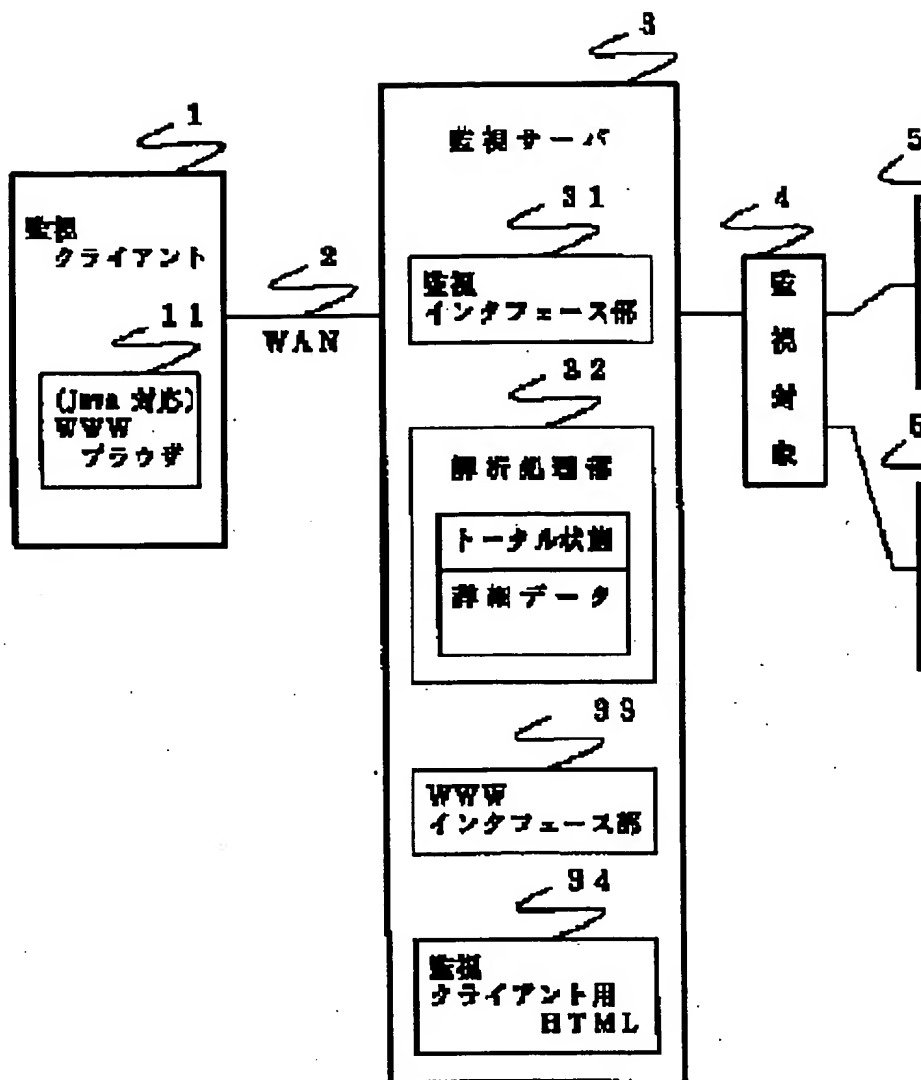 3
監視サーバ
1
監視
クライアント
11
(Java 対応)
WWW
ブラウザ
2
WAN
31
監視
インタフェース部
32
解析処理部
トータル状態
詳細データ
33
WWW
インタフェース部
34
監視
クライアント用
HTML
4
監
視
対
象
5
6